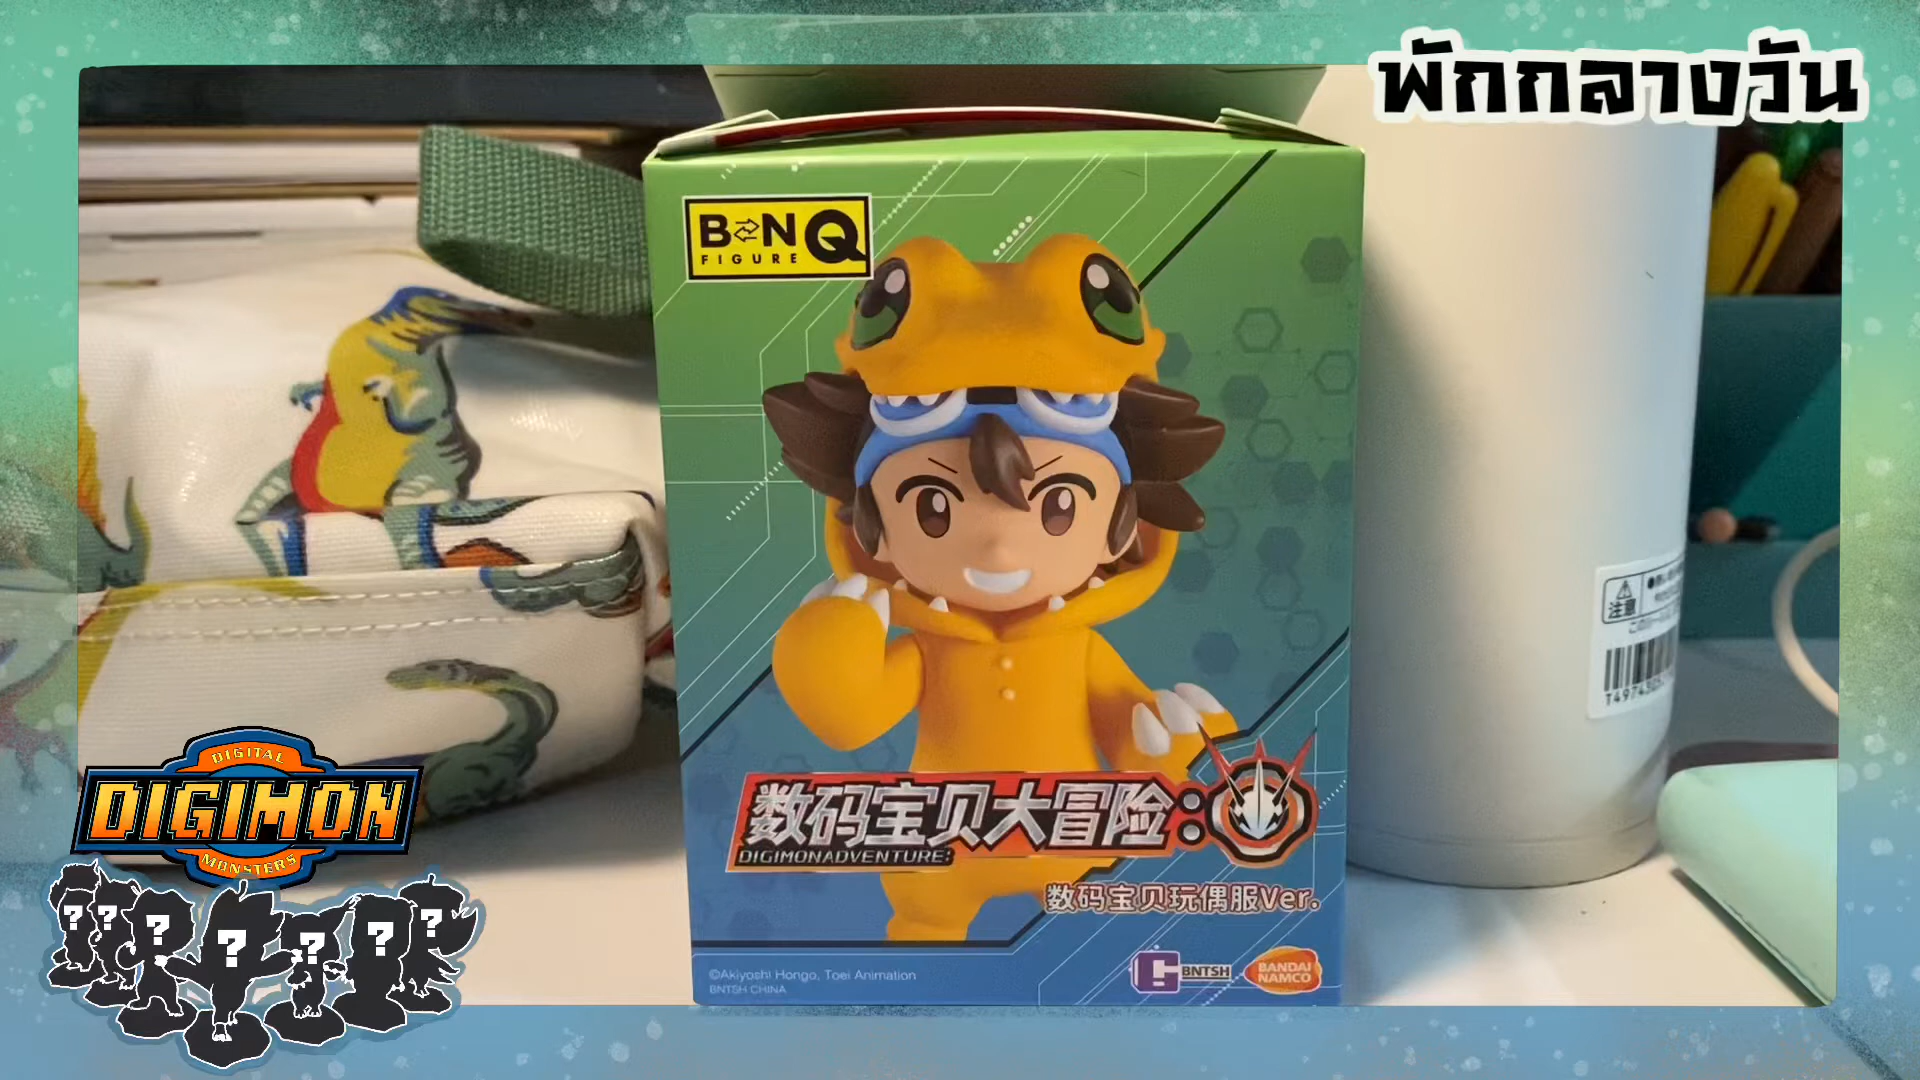 พักกลางวัน
B⇄NQ
FIGURE
注意
T4974305
数码宝贝大冒险:
DIGIMONADVENTURE:
数码宝贝玩偶服Ver.
©Akiyoshi Hongo, Toei Animation
BNTSH CHINA
BNTSH
BANDAI
NAMCO
DIGITAL
DIGIMON
MONSTERS
? ? ? ? ? ? ?